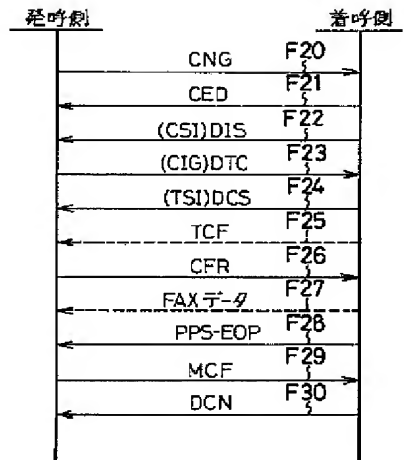 発呼側 着呼側
CNG F20
CED F21
(CSI)DIS F22
(CIG)DTC F23
(TSI)DCS F24
TCF F25
CFR F26
FAXデータ F27
PPS-EOP F28
MCF F29
DCN F30